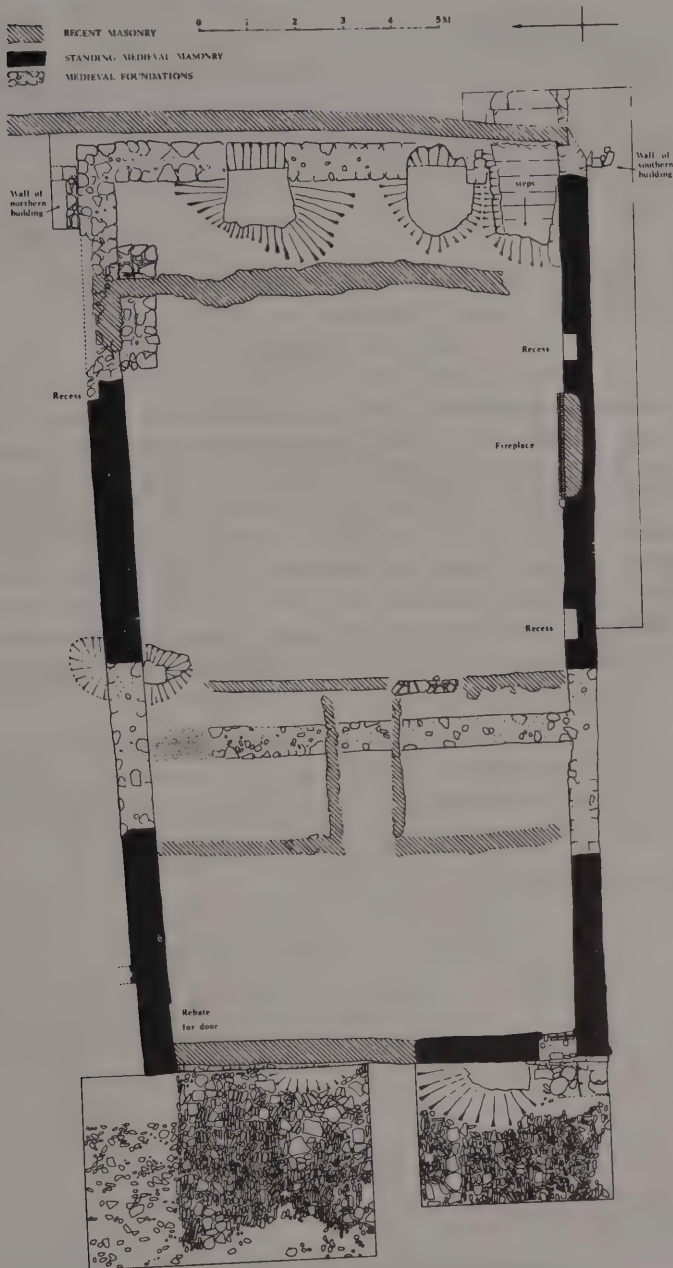 0 1 2 3 4 5 M
RECENT MASONRY
STANDING MEDIEVAL MASONRY
MEDIEVAL FOUNDATIONS
Wall of
northern
building
steps
Wall of
southern
building
Recess
Recess
Fireplace
Recess
Rebate
for door